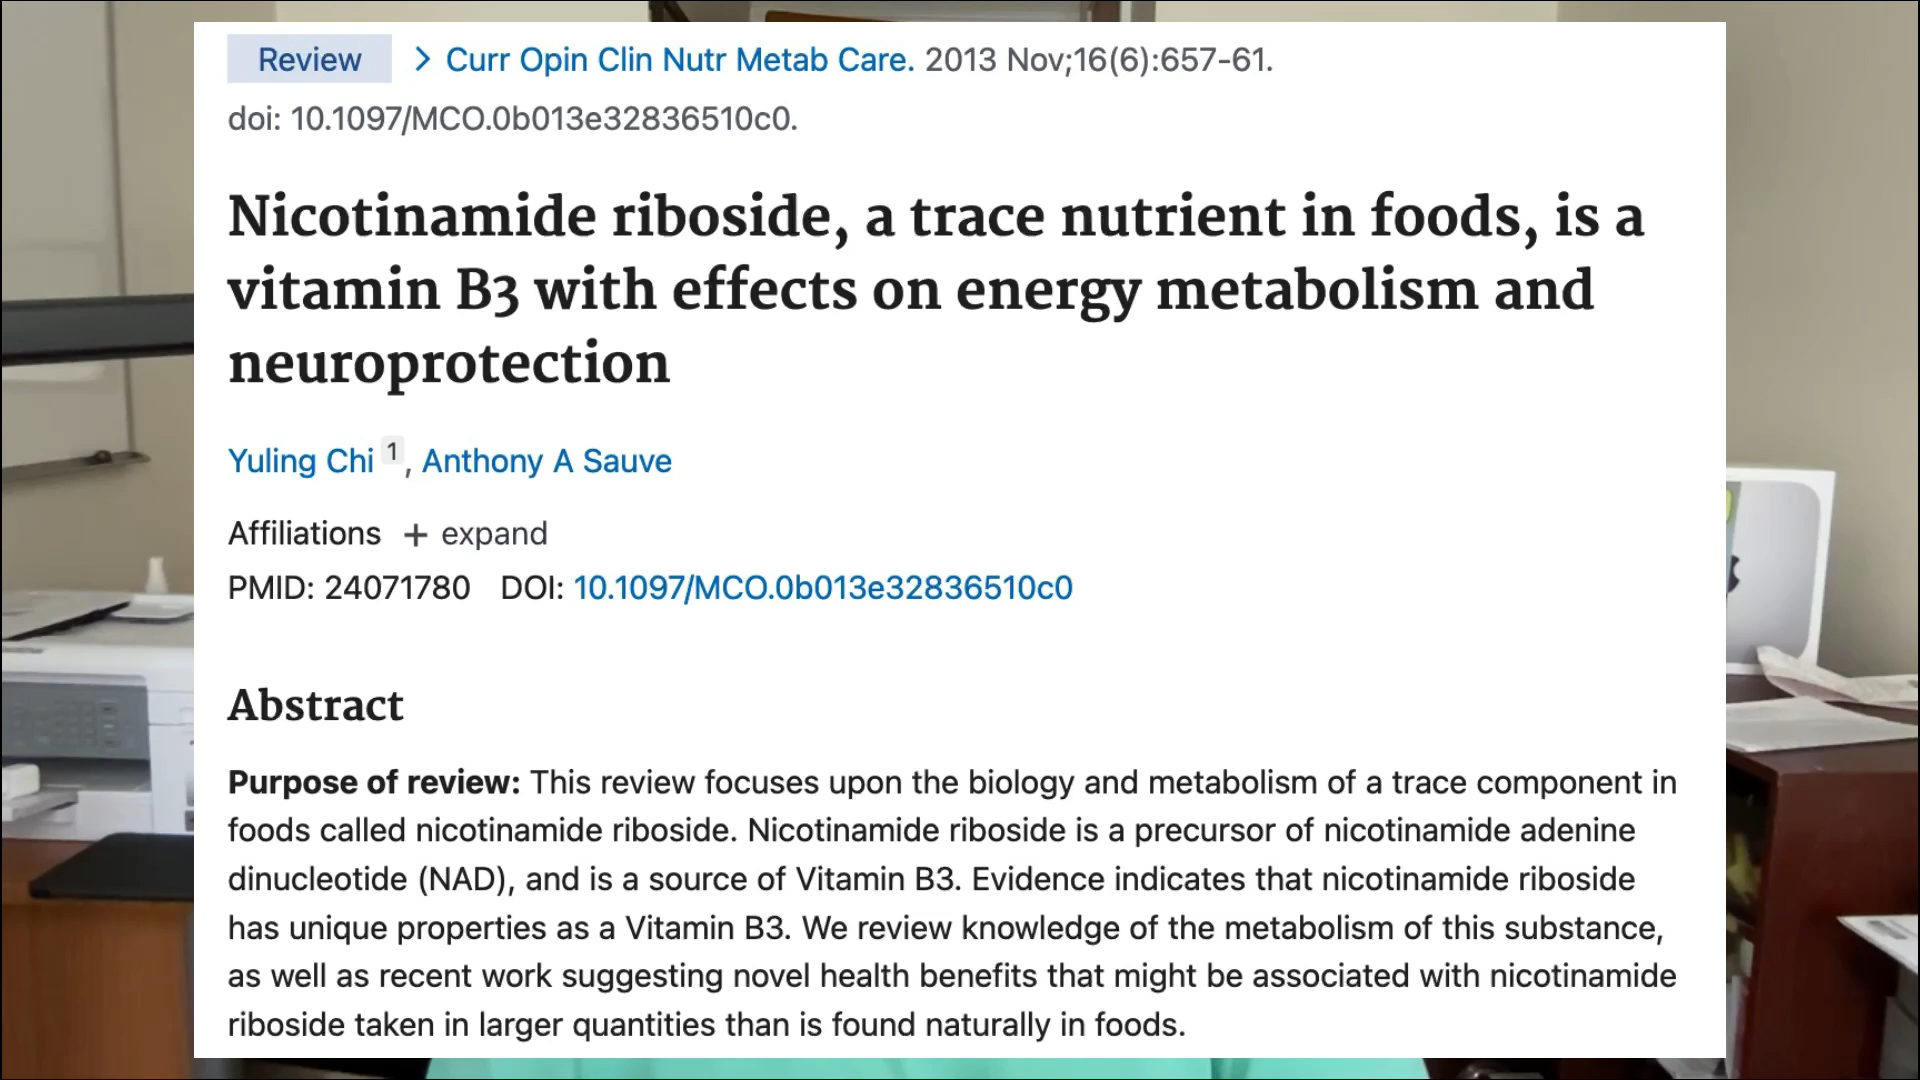 Review > Curr Opin Clin Nutr Metab Care. 2013 Nov;16(6):657-61.
doi: 10.1097/MCO.0b013e32836510c0.
Nicotinamide riboside, a trace nutrient in foods, is a
vitamin B3 with effects on energy metabolism and
neuroprotection
Yuling Chi 1, Anthony A Sauve
Affiliations + expand
PMID: 24071780 DOI: 10.1097/MCO.0b013e32836510c0
Abstract
Purpose of review: This review focuses upon the biology and metabolism of a trace component in
foods called nicotinamide riboside. Nicotinamide riboside is a precursor of nicotinamide adenine
dinucleotide (NAD), and is a source of Vitamin B3. Evidence indicates that nicotinamide riboside
has unique properties as a Vitamin B3. We review knowledge of the metabolism of this substance,
as well as recent work suggesting novel health benefits that might be associated with nicotinamide
riboside taken in larger quantities than is found naturally in foods.